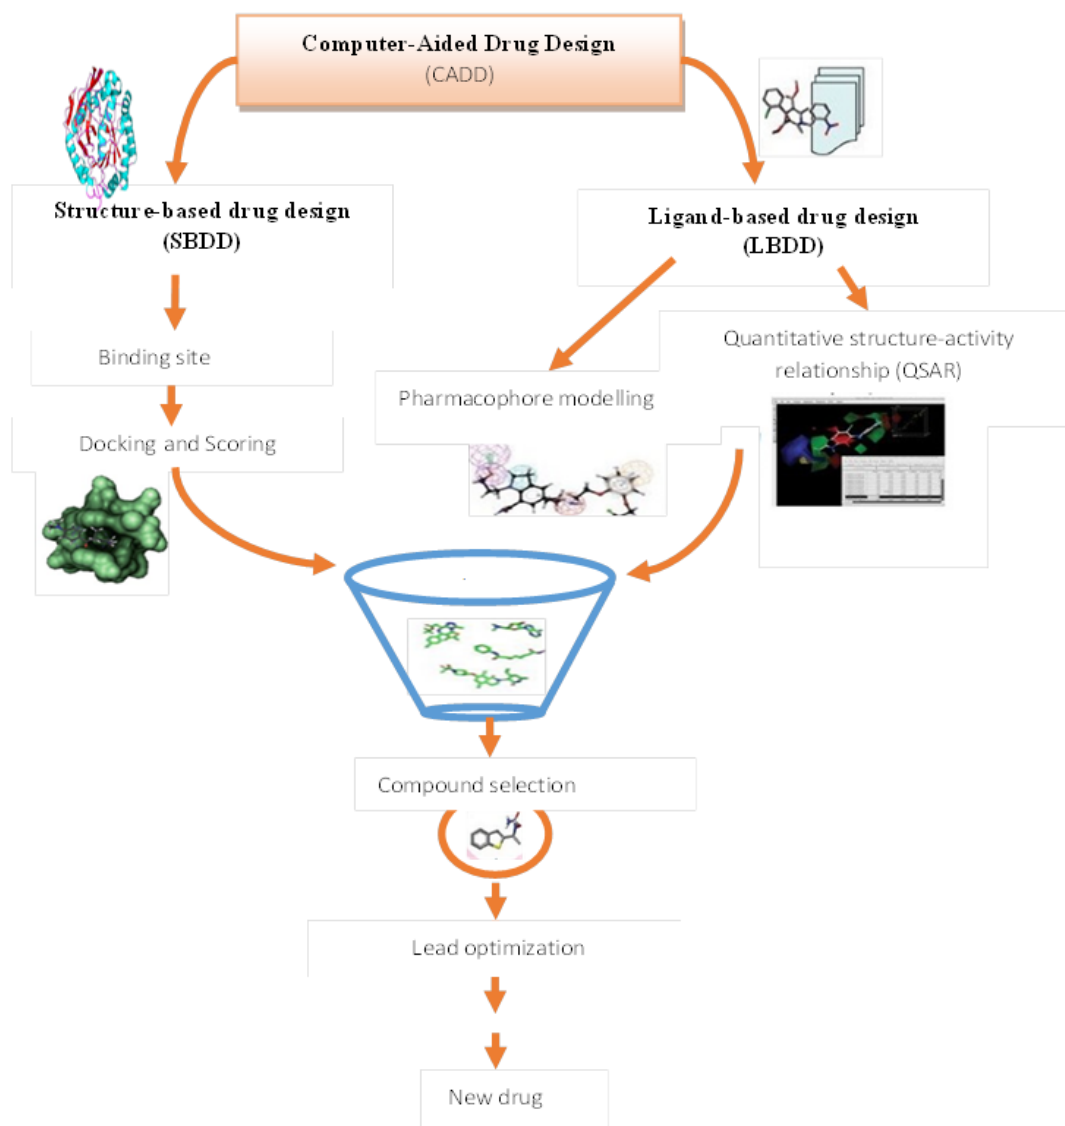 Computer-Aided Drug Design
(CADD)
Structure-based drug design
(SBDD)
Ligand-based drug design
(LBDD)
Binding site
Quantitative structure-activity
relationship (QSAR)
Pharmacophore modelling
Docking and Scoring
Compound selection
Lead optimization
New drug